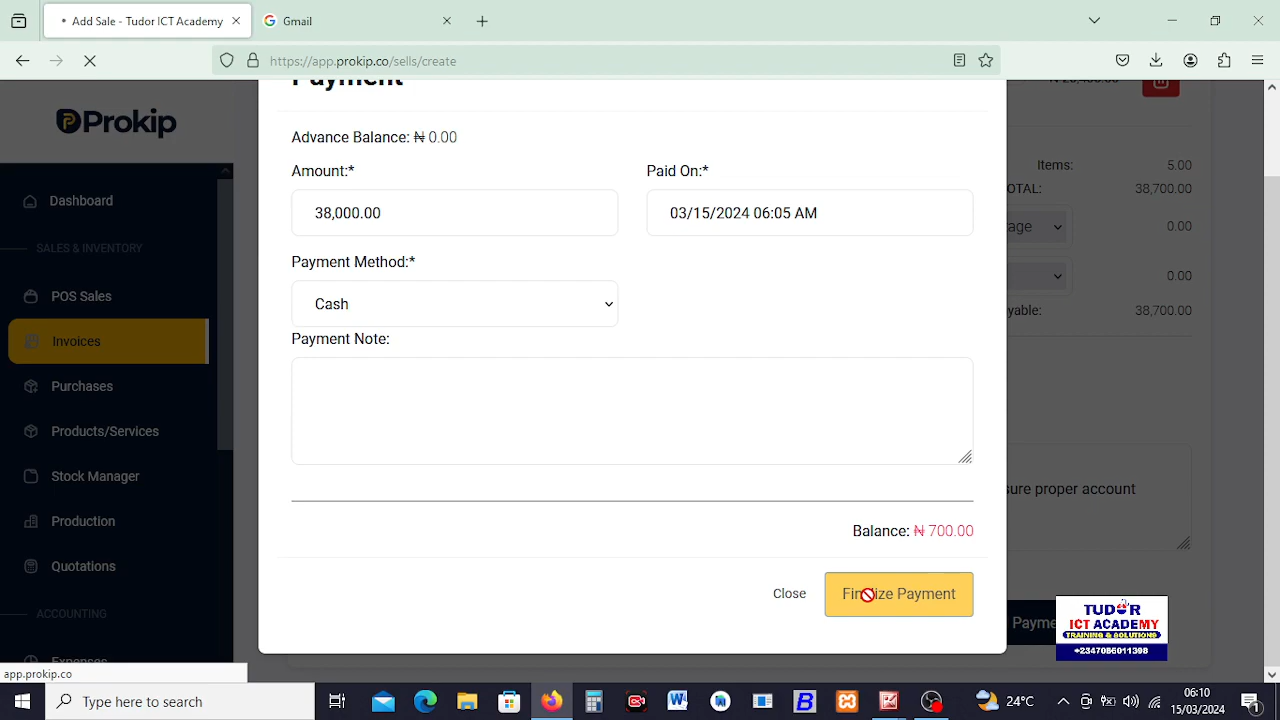 Add Sale - Tudor ICT Academy
Gmail
https://app.prokip.co/sells/create
Prokip
Dashboard
SALES & INVENTORY
POS Sales
Invoices
Purchases
Products/Services
Stock Manager
Production
Quotations
ACCOUNTING
Expenses
app.prokip.co
Payment
Advance Balance: ₦ 0.00
Amount:*
Paid On:*
38,000.00
03/15/2024 06:05 AM
Payment Method:*
Cash
Payment Note:
Balance: ₦ 700.00
Close
Finalize Payment
Items: 5.00
OTAL: 38,700.00
age 0.00
0.00
yable: 38,700.00
sure proper account
Payme
TUDOR
ICT ACADEMY
TRAINING & SOLUTIONS
+2347086011398
Type here to search
24°C
06:10
15/03/2024